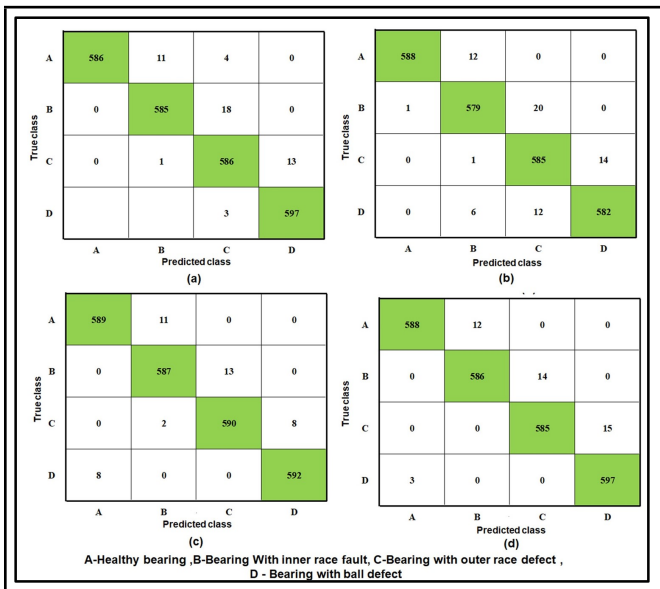 A 586 11 4 0
B 0 585 18 0
C 0 1 586 13
D 3 597
A B C D
True class
Predicted class
(a)
A 588 12 0 0
B 1 579 20 0
C 0 1 585 14
D 0 6 12 582
A B C D
True class
Predicted class
(b)
A 589 11 0 0
B 0 587 13 0
C 0 2 590 8
D 8 0 0 592
A B C D
True class
Predicted class
(c)
A 588 12 0 0
B 0 586 14 0
C 0 0 585 15
D 3 0 0 597
A B C D
True class
Predicted class
(d)
A-Healthy bearing ,B-Bearing With inner race fault, C-Bearing with outer race defect ,
D - Bearing with ball defect